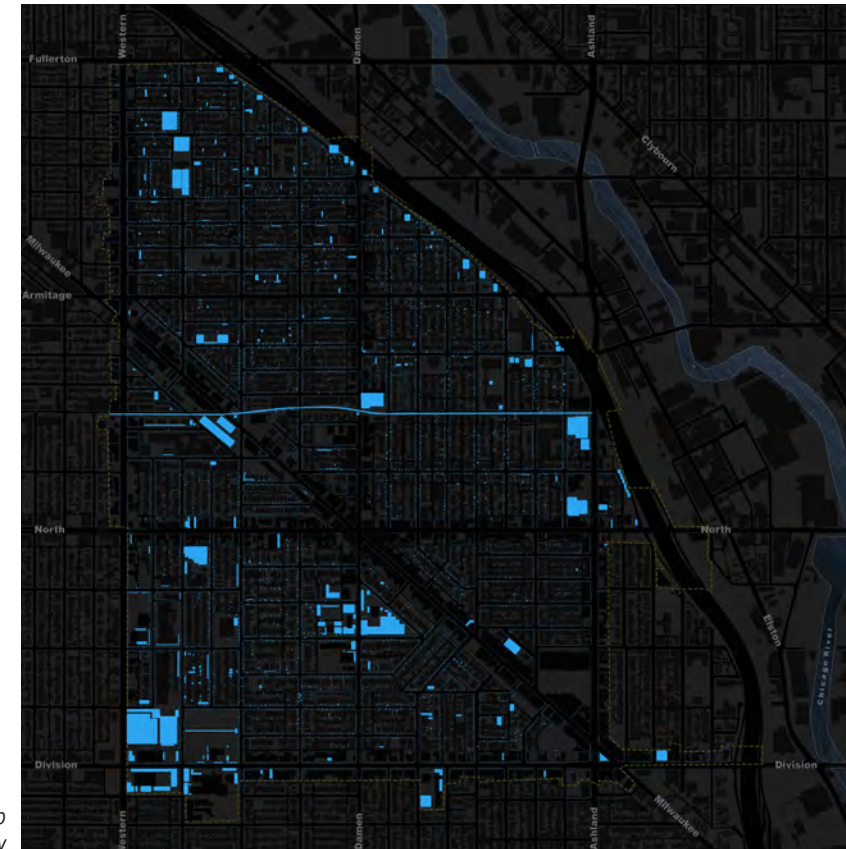 Western
Damen
Ashland
Fullerton
Clybourn
Milwaukee
Armitage
North
North
Elston
Chicago River
Division
Division
Milwaukee
Western
Damen
Ashland